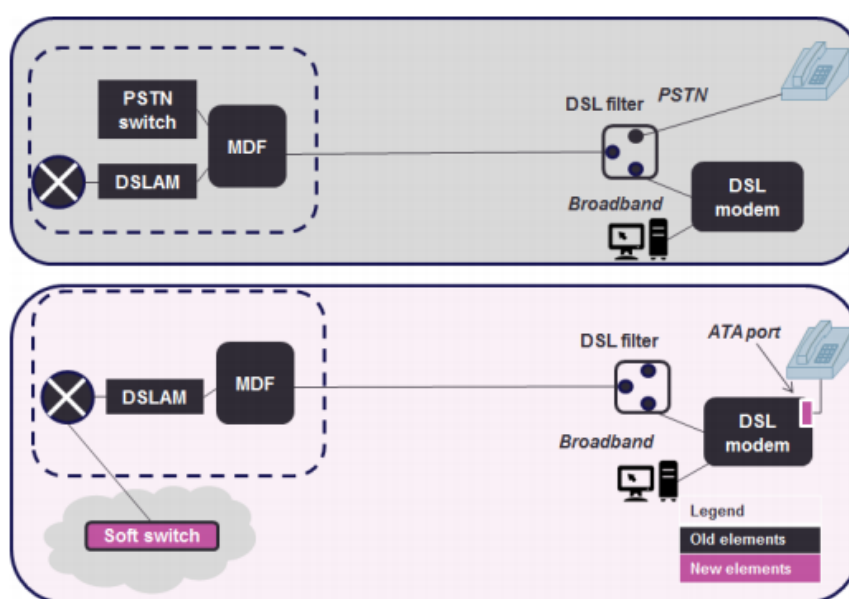 PSTN
switch
MDF
DSLAM
DSL filter
PSTN
DSL
modem
Broadband
DSLAM
MDF
Soft switch
DSL filter
ATA port
DSL
modem
Broadband
Legend
Old elements
New elements